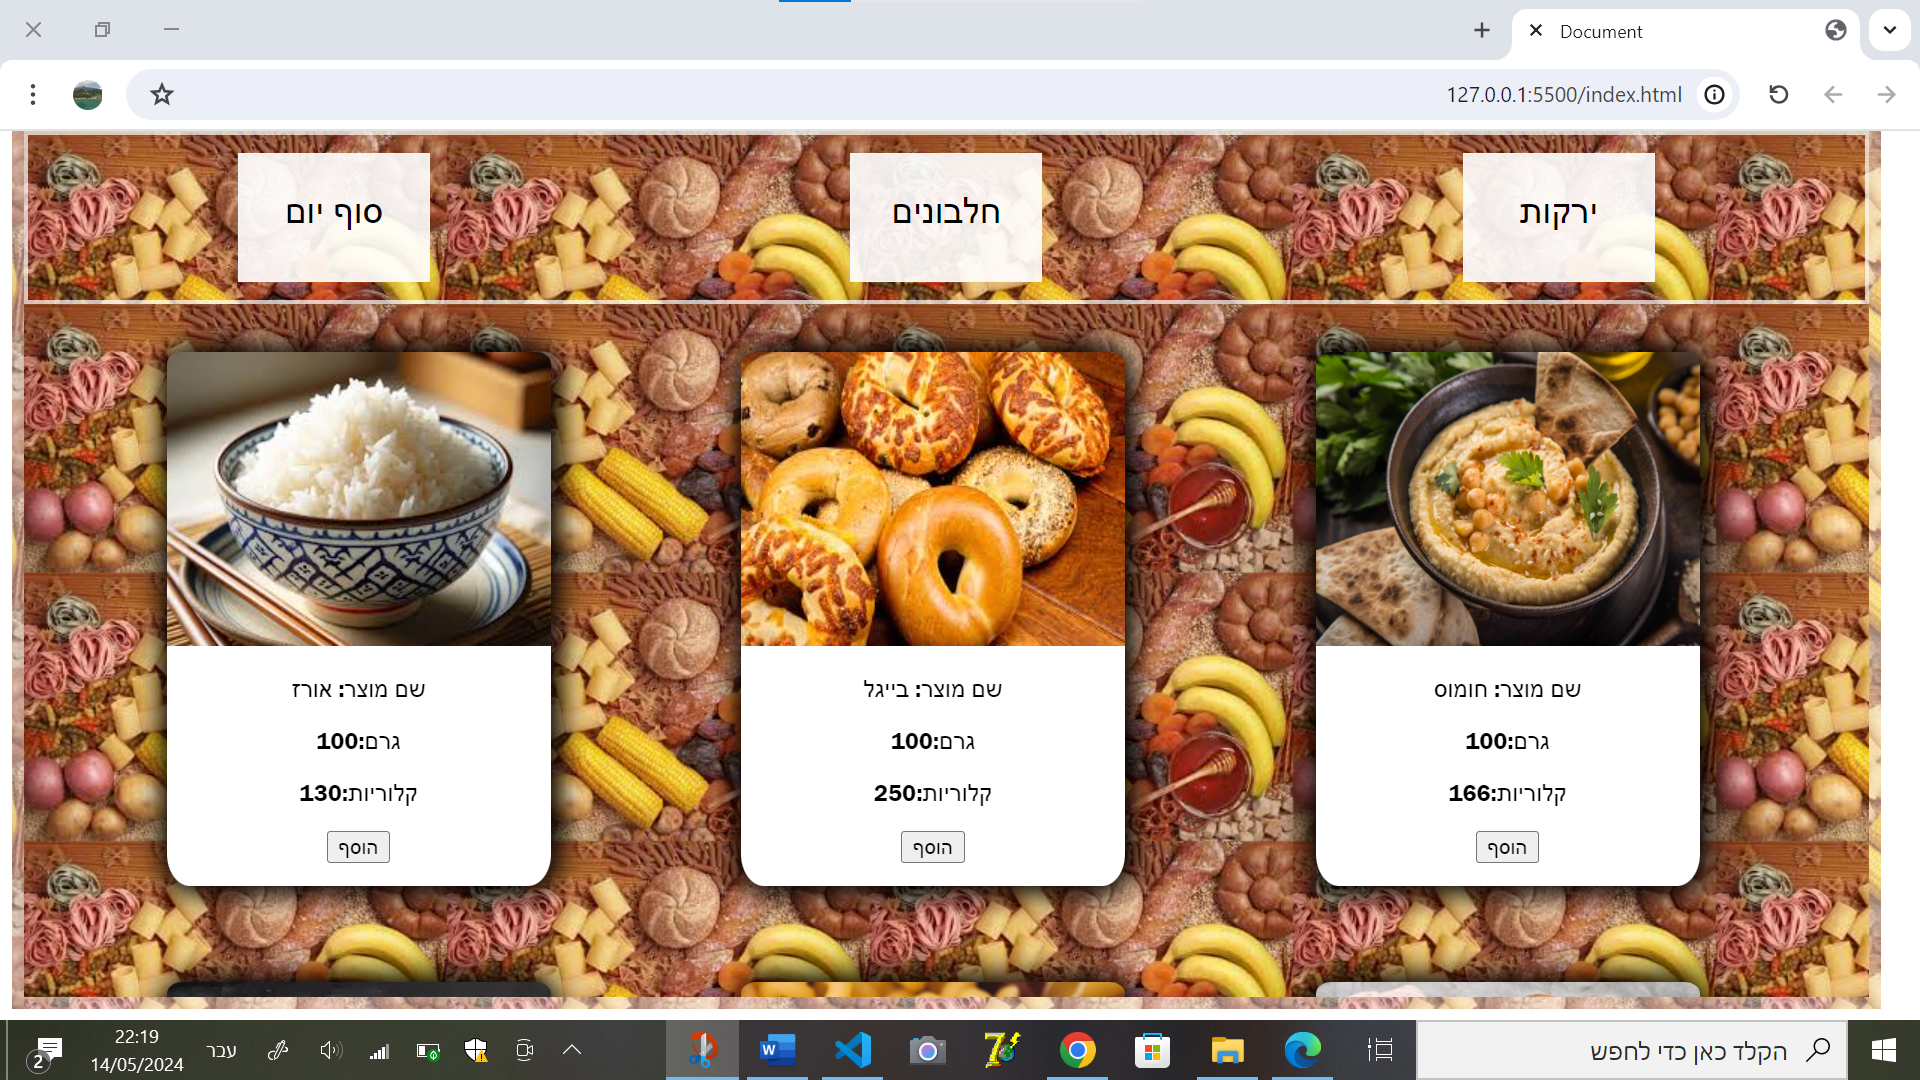 Document
127.0.0.1:5500/index.html
ירקות
חלבונים
סוף יום
שם מוצר: חומוס
גרם:100
קלוריות:166
הוסף
שם מוצר: בייגל
גרם:100
קלוריות:250
הוסף
שם מוצר: אורז
גרם:100
קלוריות:130
הוסף
הקלד כאן כדי לחפש
עבר
22:19
14/05/2024
2